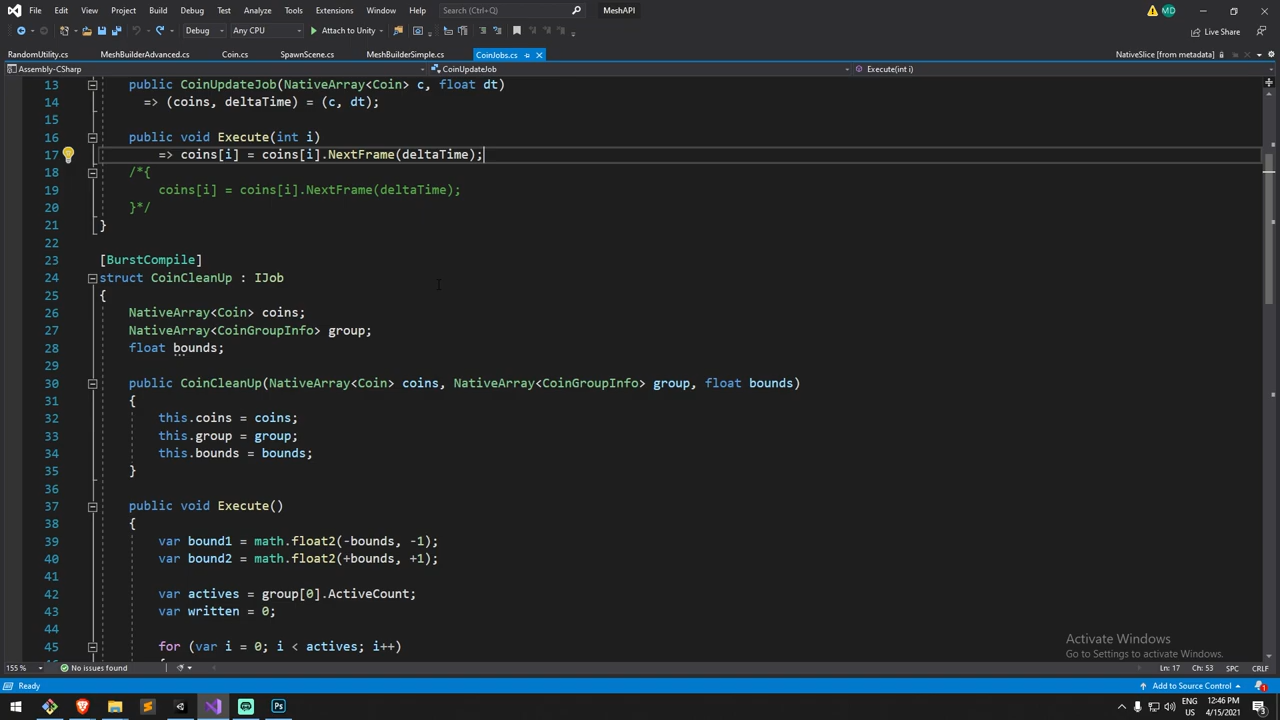 File Edit View Project Build Debug Test Analyze Tools Extensions Window Help Search (Ctrl+Q) MeshAPI MD
Debug Any CPU Attach to Unity Live Share
RandomUtility.cs MeshBuilderAdvanced.cs Coin.cs SpawnScene.cs MeshBuilderSimple.cs CoinJobs.cs NativeSlice [from metadata]
Assembly-CSharp CoinUpdateJob Execute(int i)
13 public CoinUpdateJob(NativeArray<Coin> c, float dt)
14 => (coins, deltaTime) = (c, dt);
15
16 public void Execute(int i)
17 => coins[i] = coins[i].NextFrame(deltaTime);
18 /*{
19 coins[i] = coins[i].NextFrame(deltaTime);
20 }*/
21 }
22
23 [BurstCompile]
24 struct CoinCleanUp : IJob
25 {
26 NativeArray<Coin> coins;
27 NativeArray<CoinGroupInfo> group;
28 float bounds;
29
30 public CoinCleanUp(NativeArray<Coin> coins, NativeArray<CoinGroupInfo> group, float bounds)
31 {
32 this.coins = coins;
33 this.group = group;
34 this.bounds = bounds;
35 }
36
37 public void Execute()
38 {
39 var bound1 = math.float2(-bounds, -1);
40 var bound2 = math.float2(+bounds, +1);
41
42 var actives = group[0].ActiveCount;
43 var written = 0;
44
45 for (var i = 0; i < actives; i++)
Activate Windows
Go to Settings to activate Windows.
155 % No issues found Ln: 17 Ch: 53 SPC CRLF
Ready Add to Source Control 1
Ps ENG 12:46 PM
US 4/15/2021 3